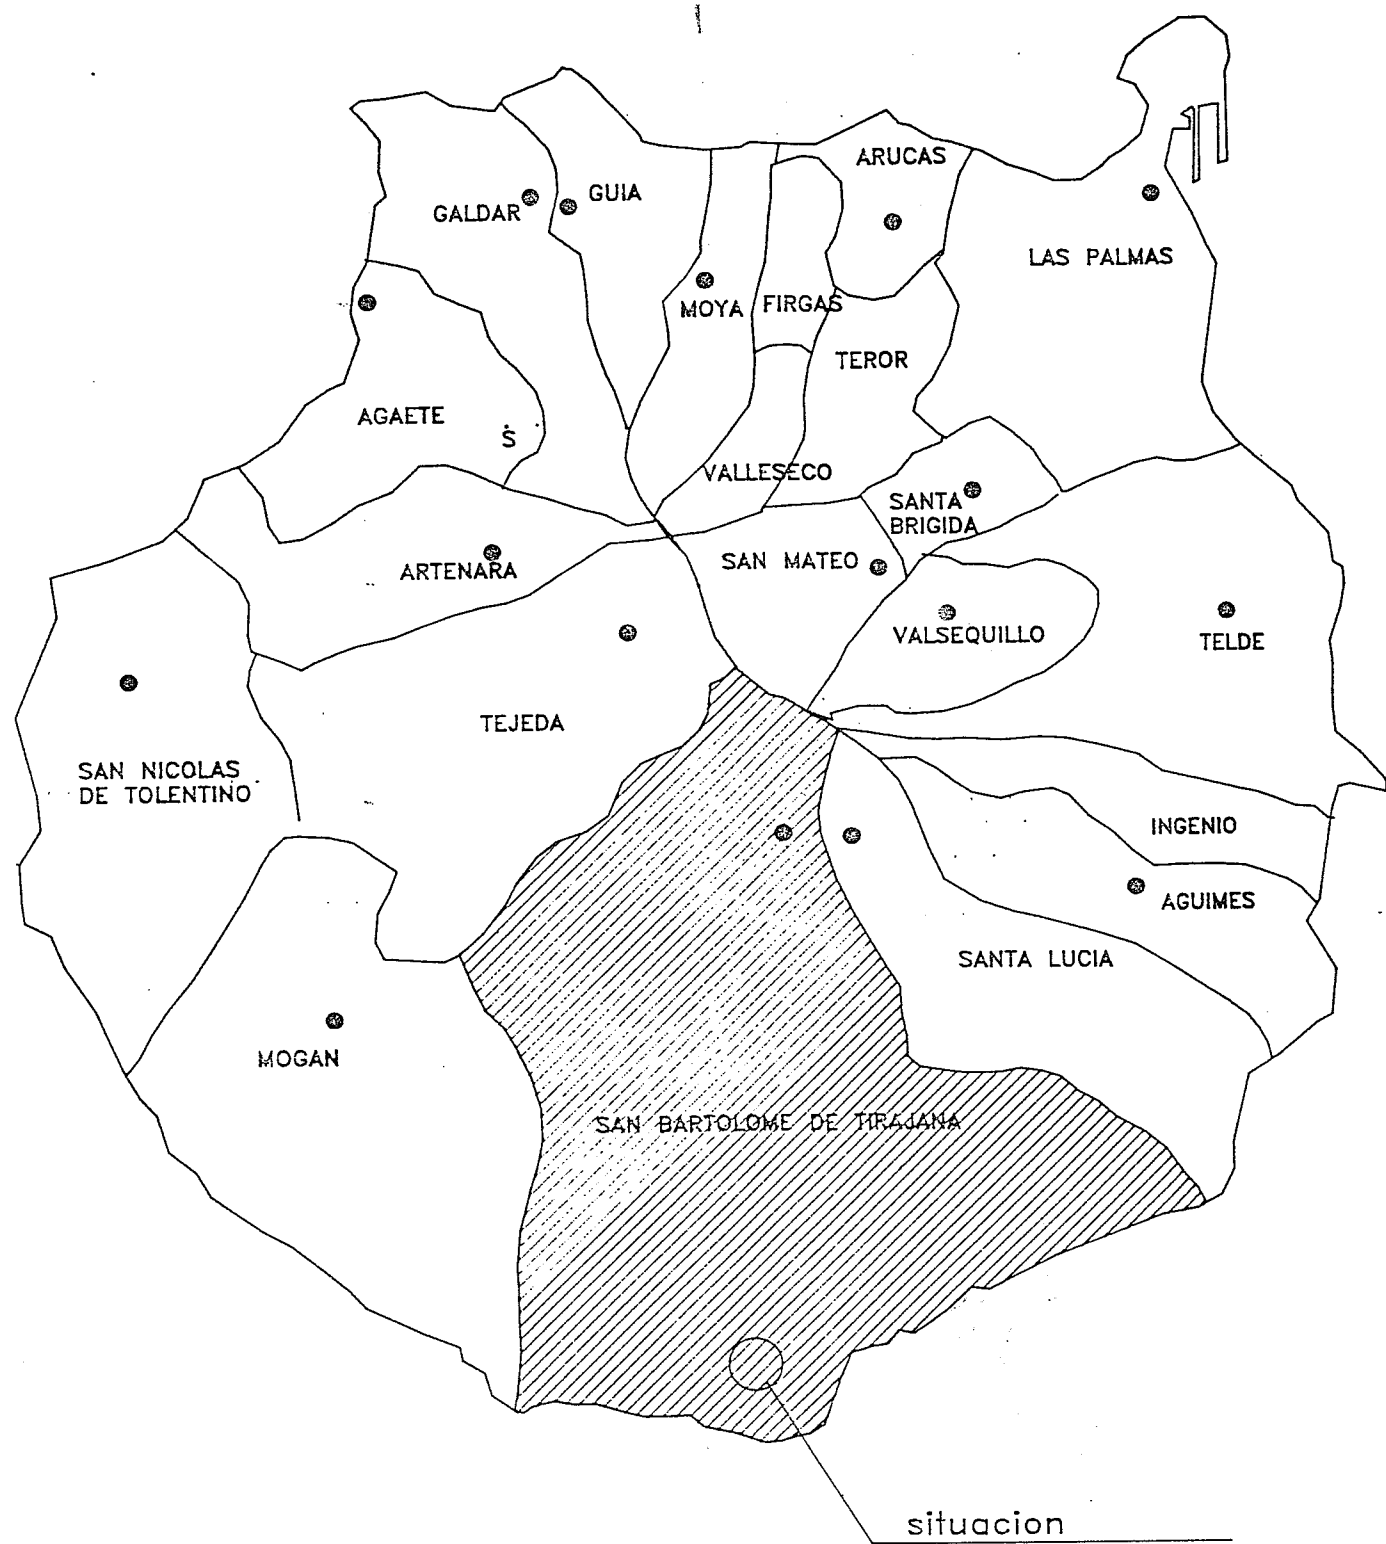 ARUCAS
GUIA
GALDAR
LAS PALMAS
MOYA
FIRGAS
TEROR
AGAETE
S
VALLESECO
SANTA
BRIGIDA
SAN MATEO
ARTENARA
VALSEQUILLO
TELDE
TEJEDA
SAN NICOLAS
DE TOLENTINO
INGENIO
AGUIMES
SANTA LUCIA
MOGAN
SAN BARTOLOME DE TIRAJANA
situacion